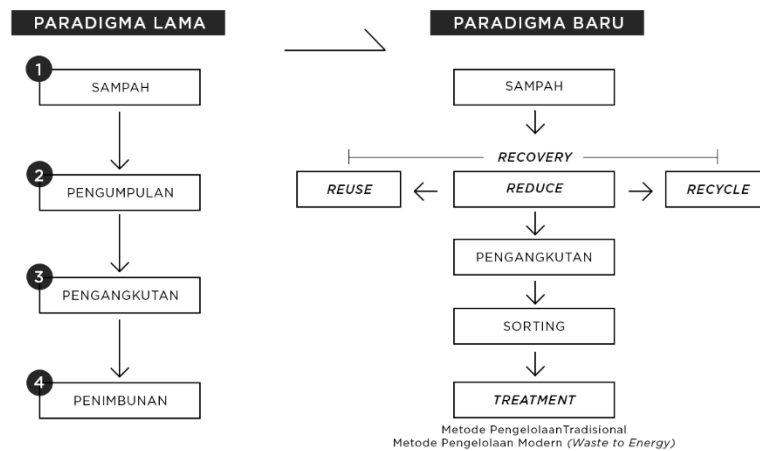 PARADIGMA LAMA
1
SAMPAH
2
PENGUMPULAN
3
PENGANGKUTAN
4
PENIMBUNAN
PARADIGMA BARU
SAMPAH
RECOVERY
REUSE
REDUCE
RECYCLE
PENGANGKUTAN
SORTING
TREATMENT
Metode PengelolaanTradisional
Metode Pengelolaan Modern (Waste to Energy)